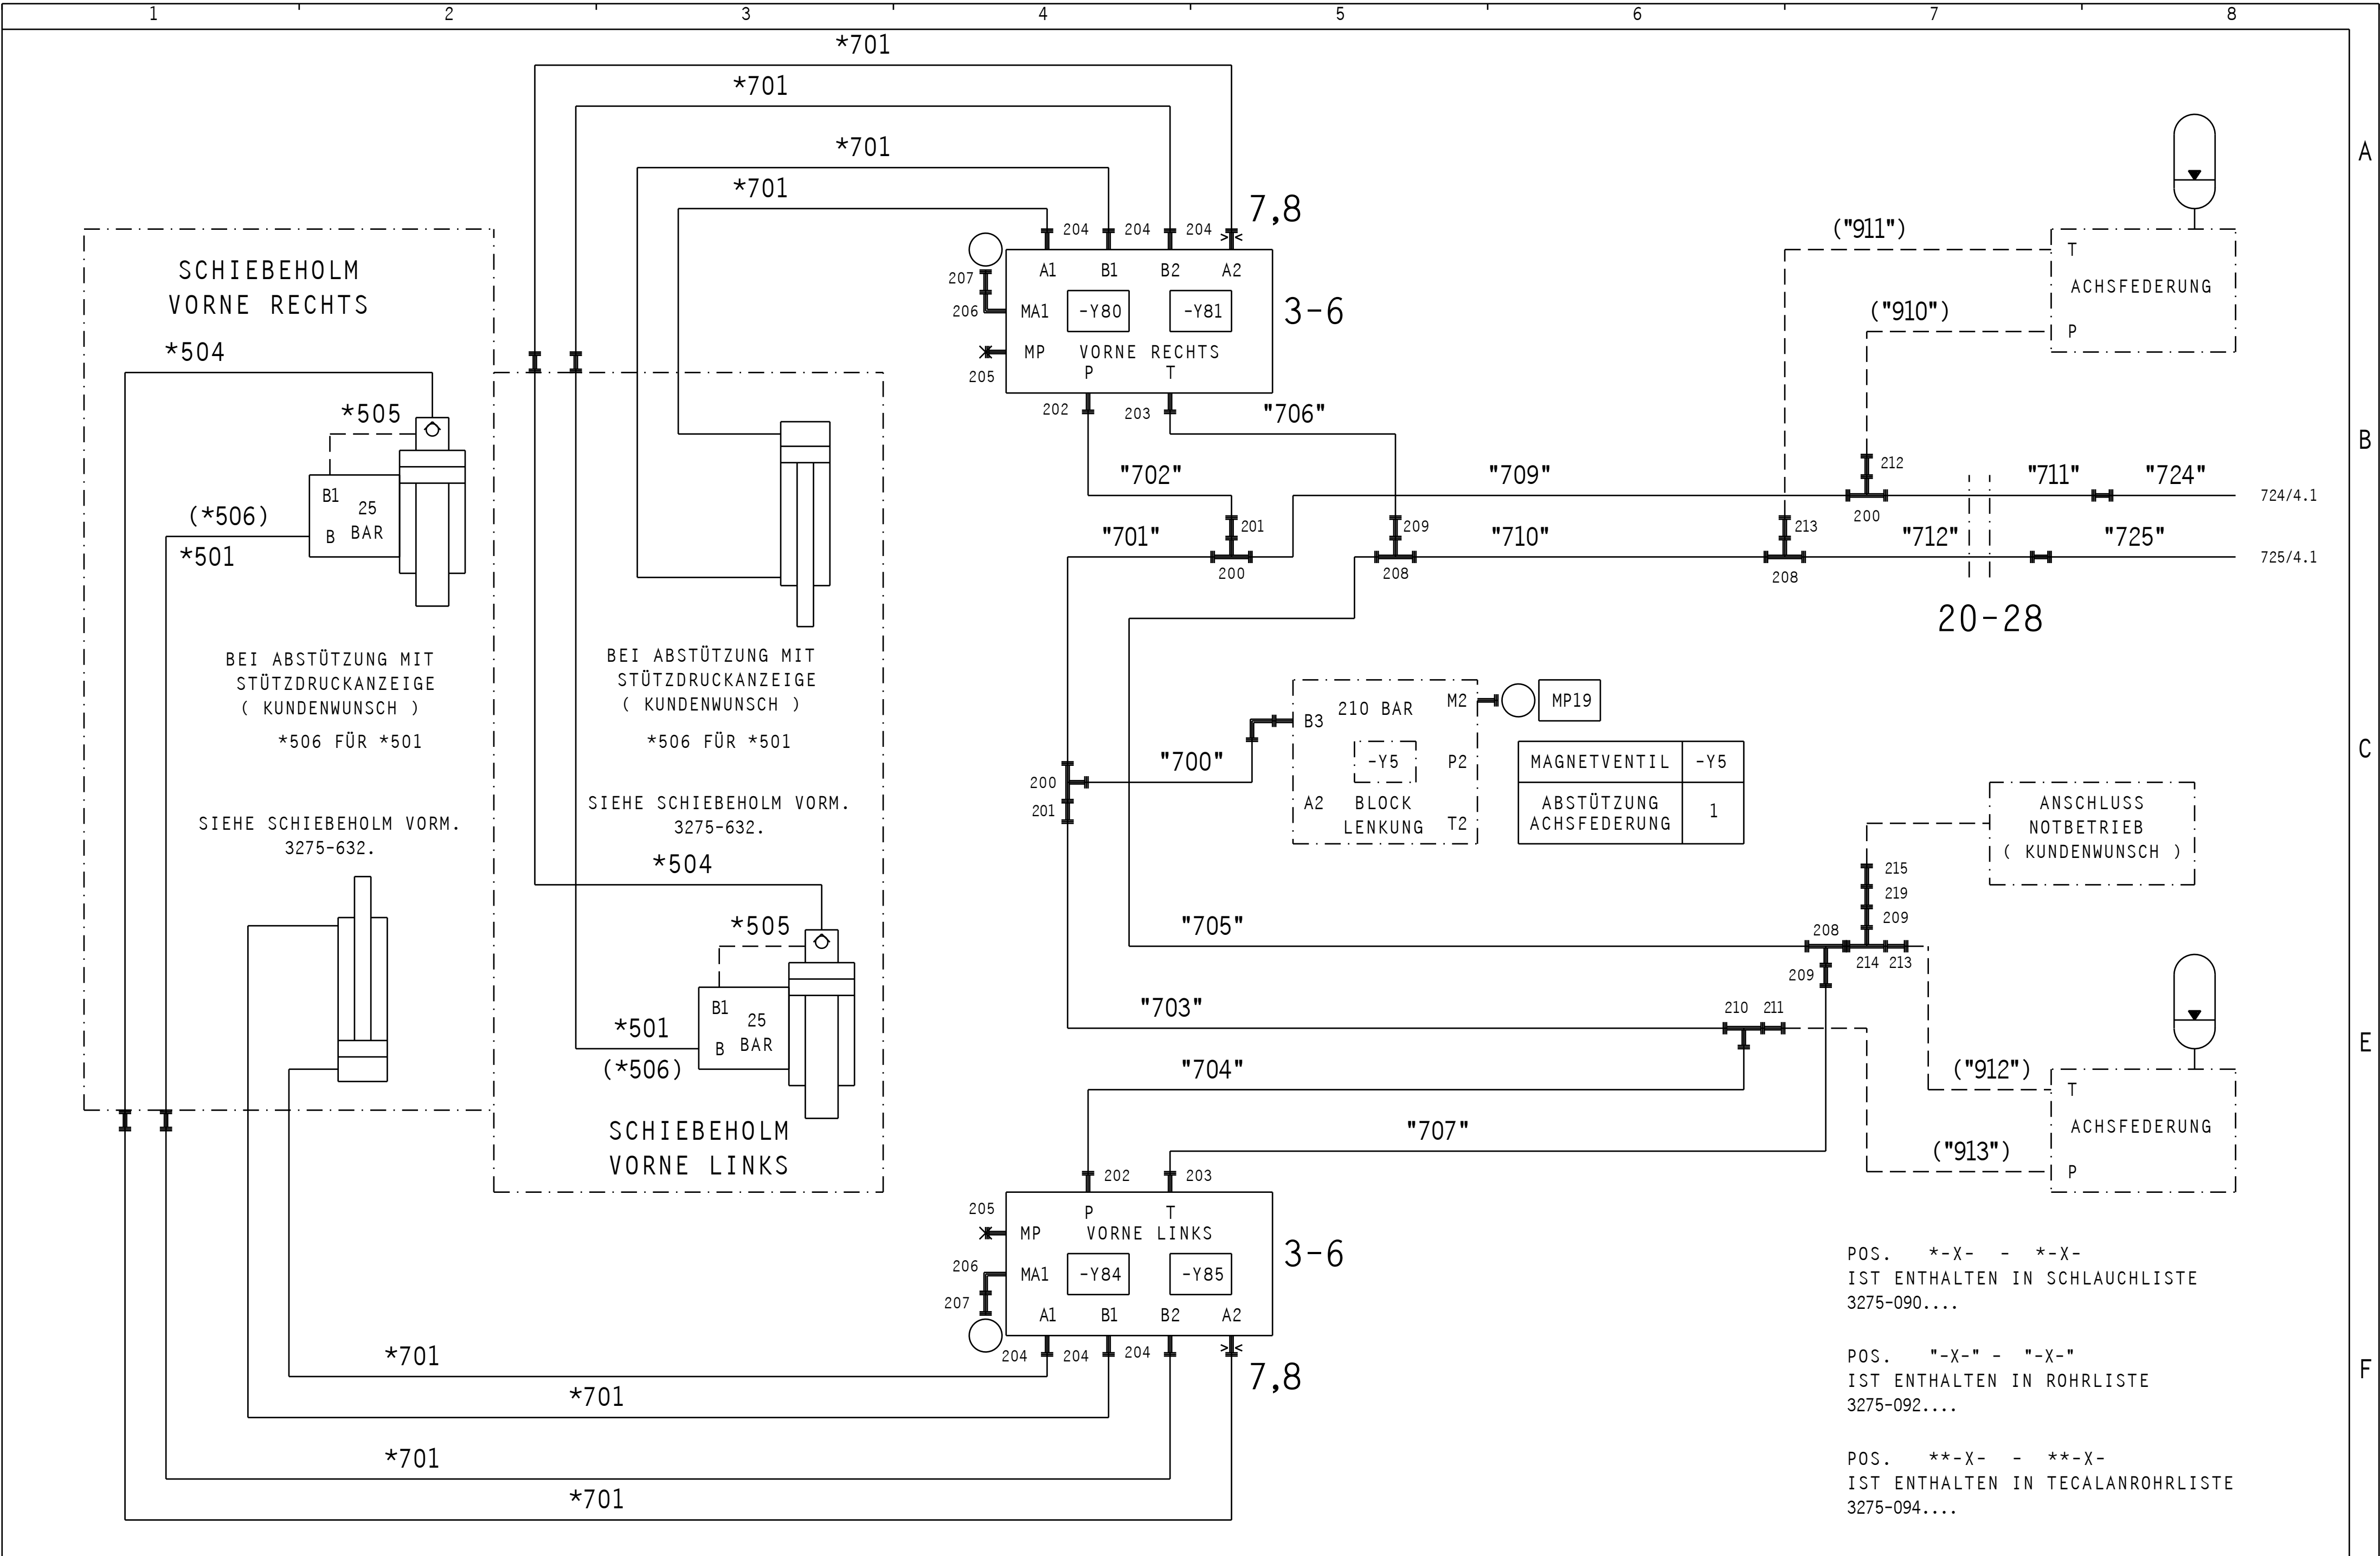 1 2 3 4 5 6 7 8
*701
*701
*701
*701
A
B
C
E
F
SCHIEBEHOLM
VORNE RECHTS
*504
*505
B1
25
BAR
B
(*506)
*501
BEI ABSTÜTZUNG MIT
STÜTZDRUCKANZEIGE
( KUNDENWUNSCH )
*506 FÜR *501
SIEHE SCHIEBEHOLM VORM.
3275-632.
BEI ABSTÜTZUNG MIT
STÜTZDRUCKANZEIGE
( KUNDENWUNSCH )
*506 FÜR *501
SIEHE SCHIEBEHOLM VORM.
3275-632.
*504
*505
B1
25
BAR
B
*501
(*506)
SCHIEBEHOLM
VORNE LINKS
7,8
204 204 204
207
206
205
A1 B1 B2 A2
MA1 -Y80 -Y81
MP VORNE RECHTS
P T
3-6
202 203
"706"
"702"
"701"
201
200
209
208
"709"
"710"
("911")
("910")
T
ACHSFEDERUNG
P
212
200
213
208
"711" "724"
724/4.1
"712" "725"
725/4.1
20-28
B3 210 BAR M2
MP19
-Y5 P2
A2 BLOCK
LENKUNG T2
MAGNETVENTIL -Y5
ABSTÜTZUNG
ACHSFEDERUNG
1
"700"
200
201
ANSCHLUSS
NOTBETRIEB
( KUNDENWUNSCH )
215
219
209
208
214 213
209
"705"
"703"
210 211
"704"
"707"
("912")
("913")
T
ACHSFEDERUNG
P
202 203
205
206
207
P T
MP VORNE LINKS
MA1 -Y84 -Y85
A1 B1 B2 A2
3-6
204 204 204
7,8
*701
*701
*701
*701
POS. *-X- - *-X-
IST ENTHALTEN IN SCHLAUCHLISTE
3275-090....
POS. "-X-" - "-X-"
IST ENTHALTEN IN ROHRLISTE
3275-092....
POS. **-X- - **-X-
IST ENTHALTEN IN TECALANROHRLISTE
3275-094....